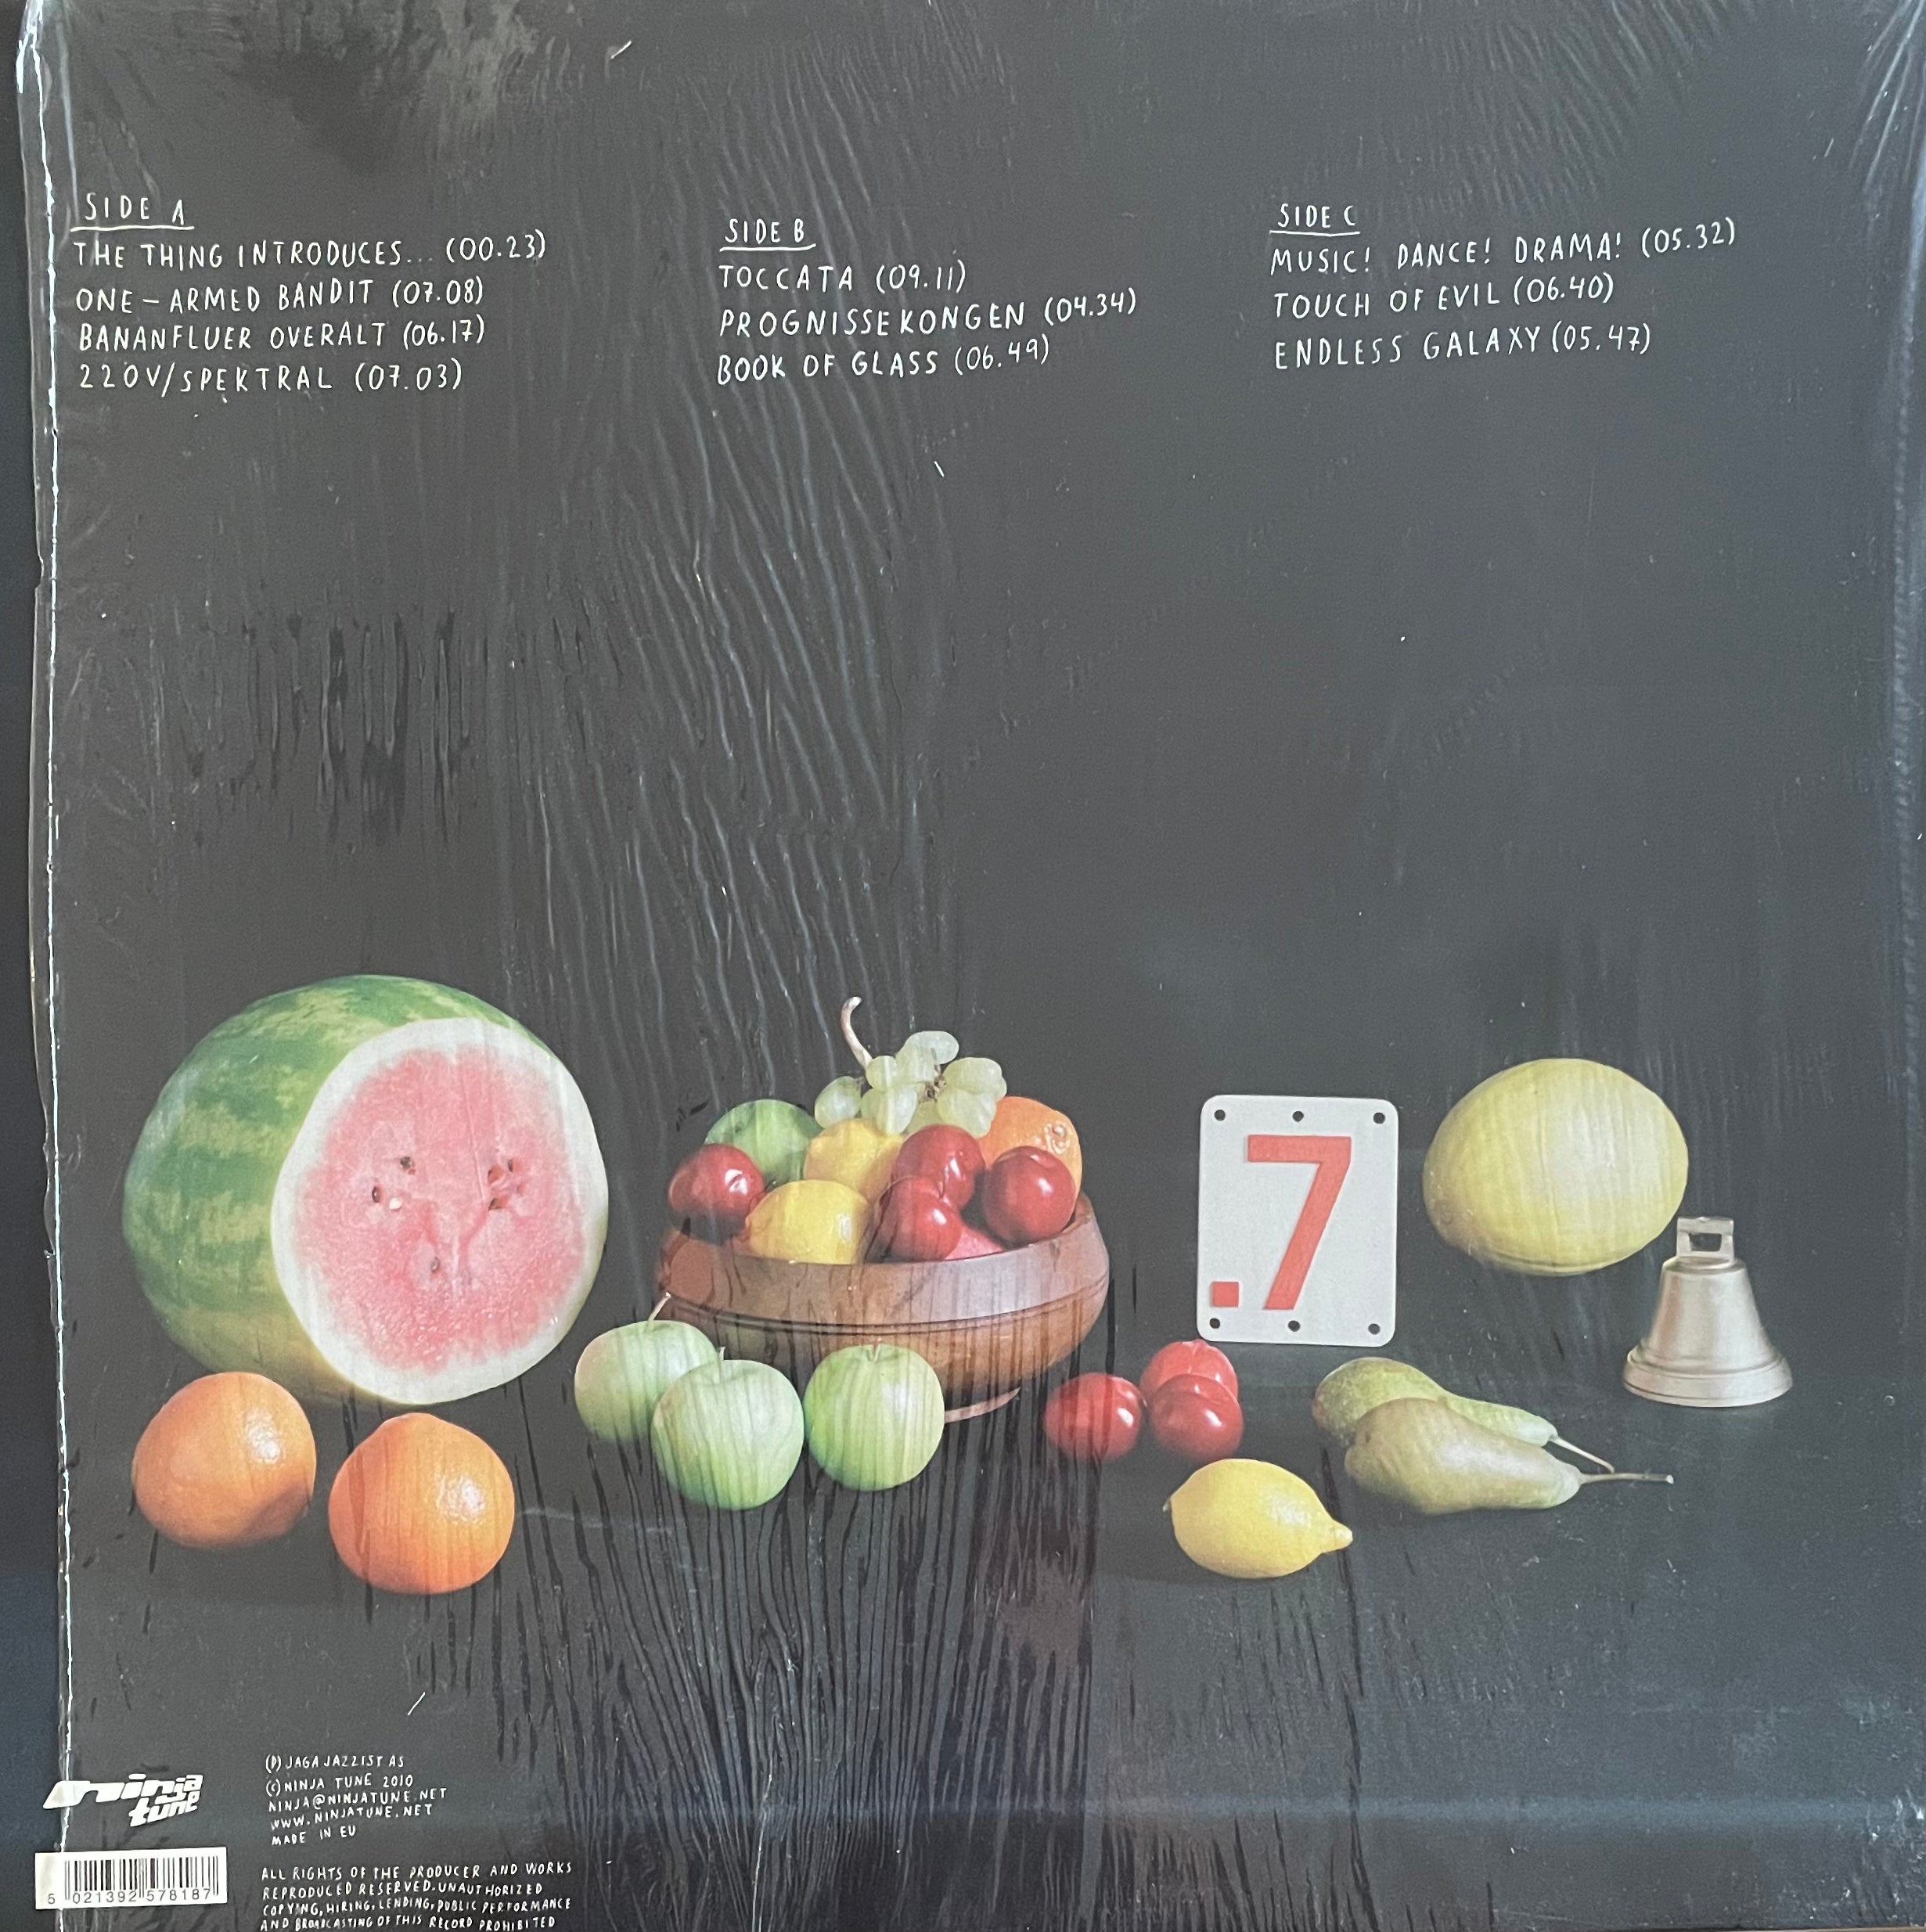 SIDE A
THE THING INTRODUCES... (00.23)
ONE-ARMED BANDIT (07.08)
BANANFLUER OVERALT (06.17)
220V/SPEKTRAL (07.03)
SIDE B
TOCCATA (09.11)
PROGNISSEKONGEN (04.34)
BOOK OF GLASS (06.49)
SIDE C
MUSIC! DANCE! DRAMA! (05.32)
TOUCH OF EVIL (06.40)
ENDLESS GALAXY (05.47)
.7
ninja
tune
(P) JAGA JAZZIST AS
(C) NINJA TUNE 2010
NINJA@NINJATUNE.NET
WWW.NINJATUNE.NET
MADE IN EU
5 021392 578187
ALL RIGHTS OF THE PRODUCER AND WORKS
REPRODUCED RESERVED. UNAUTHORIZED
COPYING, HIRING, LENDING, PUBLIC PERFORMANCE
AND BROADCASTING OF THIS RECORD PROHIBITED